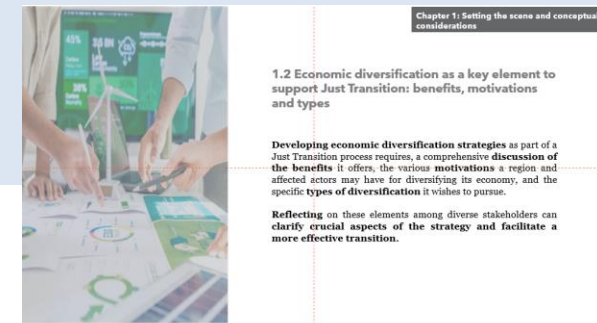 Chapter 1: Setting the scene and conceptual
considerations
1.2 Economic diversification as a key element to
support Just Transition: benefits, motivations
and types
Developing economic diversification strategies as part of a
Just Transition process requires, a comprehensive discussion of
the benefits it offers, the various motivations a region and
affected actors may have for diversifying its economy, and the
specific types of diversification it wishes to pursue.
Reflecting on these elements among diverse stakeholders can
clarify crucial aspects of the strategy and facilitate a
more effective transition.
45%
38%